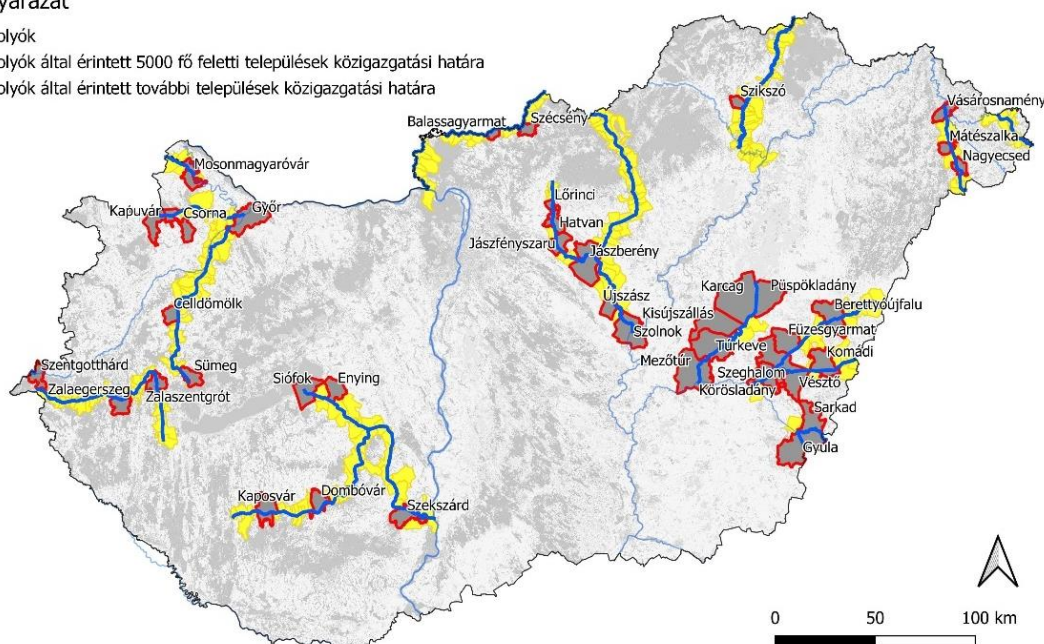 olyók
olyók által érintett 5000 fő feletti települések közigazgatási határa
olyók által érintett további települések közigazgatási határa
Szikszó
Vásárosnamény
Balassagyarmat
Szécsény
Mátészalka
Nagyecsed
Mosonmagyaróvár
Lőrinci
Kapuvár
Csorna
Győr
Hatvan
Jászfényszaru
Jászberény
Karcag
Püspökladány
Újszász
Berettyóújfalu
Celldömölk
Kisújszállás
Szolnok
Füzesgyarmat
Túrkeve
Komádi
Mezőtúr
Szeghalom
Szentgotthárd
Sümeg
Siófok
Enying
Vésztő
Zalaegerszeg
Zalaszentgrót
Körösladány
Sarkad
Gyula
Kaposvár
Dombóvár
Szekszárd
0 50 100 km